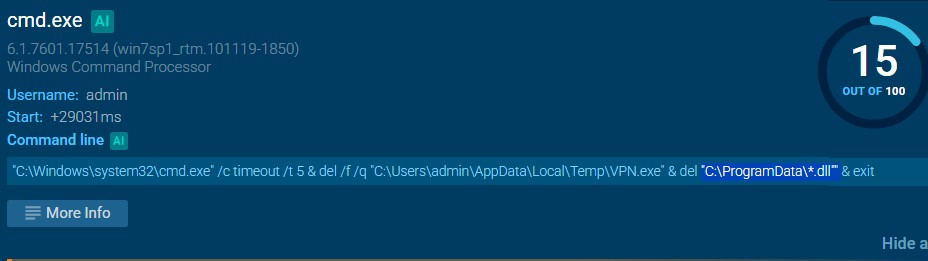 cmd.exe AI
6.1.7601.17514 (win7sp1_rtm.101119-1850)
Windows Command Processor
15
OUT OF 100
Username: admin
Start: +29031ms
Command line AI
"C:\Windows\system32\cmd.exe" /c timeout /t 5 & del /f /q "C:\Users\admin\AppData\Local\Temp\VPN.exe" & del "C:\ProgramData\*.dll"" & exit
More Info
Hide a